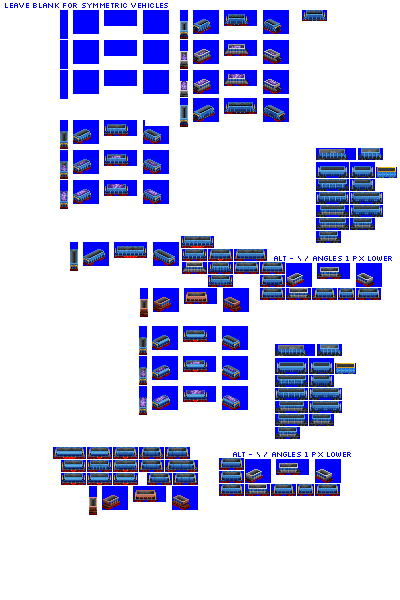 LEAVE BLANK FOR SYMMETRIC VEHICLES
ALT - \ / ANGLES 1 PX LOWER
ALT - \ / ANGLES 1 PX LOWER